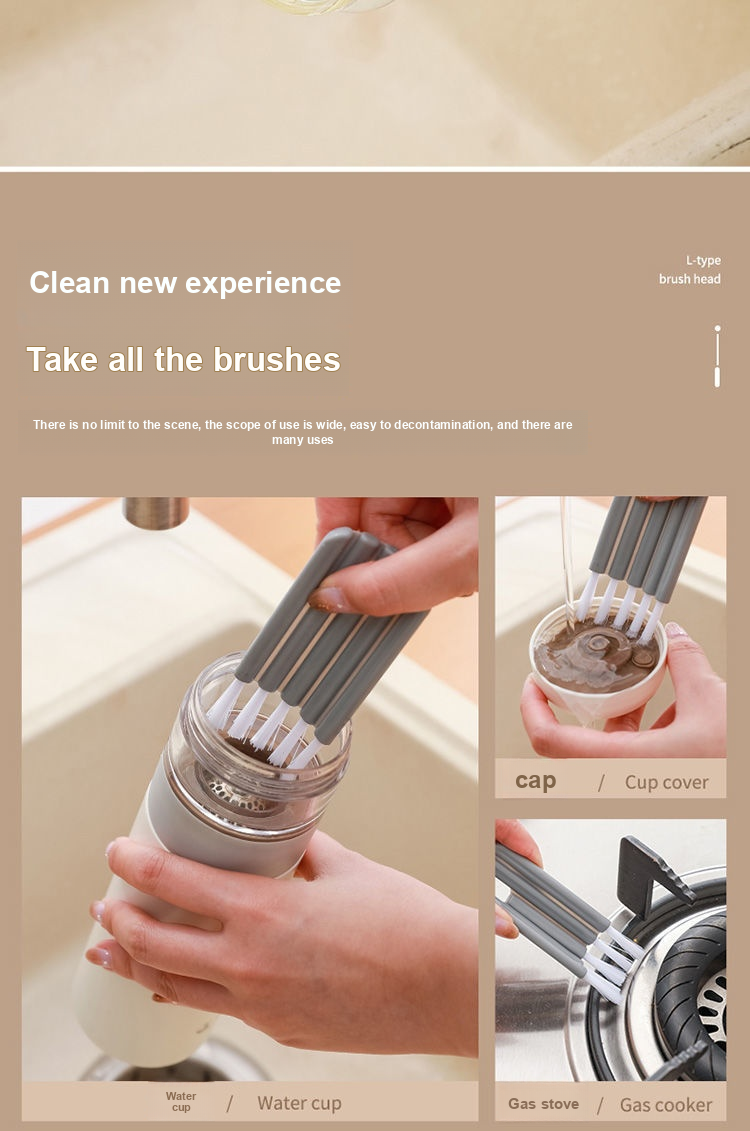 Clean new experience
L-type
brush head
Take all the brushes
There is no limit to the scene, the scope of use is wide, easy to decontamination, and there are
many uses
cap / Cup cover
Water
cup / Water cup
Gas stove / Gas cooker